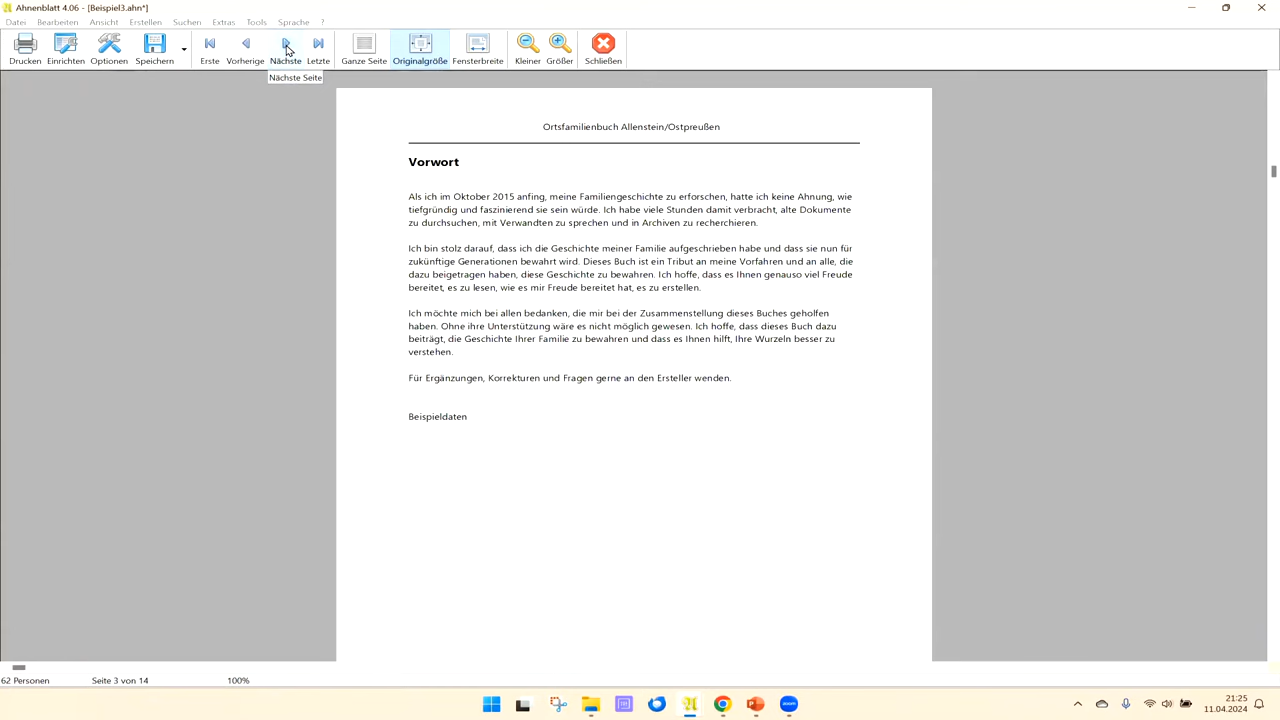 Ahnenblatt 4.06 - [Beispiel3.ahn*]
Datei Bearbeiten Ansicht Erstellen Suchen Extras Tools Sprache ?
Drucken Einrichten Optionen Speichern Erste Vorherige Nächste Letzte Ganze Seite Originalgröße Fensterbreite Kleiner Größer Schließen
Nächste Seite
Ortsfamilienbuch Allenstein/Ostpreußen
Vorwort
Als ich im Oktober 2015 anfing, meine Familiengeschichte zu erforschen, hatte ich keine Ahnung, wie
tiefgründig und faszinierend sie sein würde. Ich habe viele Stunden damit verbracht, alte Dokumente
zu durchsuchen, mit Verwandten zu sprechen und in Archiven zu recherchieren.
Ich bin stolz darauf, dass ich die Geschichte meiner Familie aufgeschrieben habe und dass sie nun für
zukünftige Generationen bewahrt wird. Dieses Buch ist ein Tribut an meine Vorfahren und an alle, die
dazu beigetragen haben, diese Geschichte zu bewahren. Ich hoffe, dass es Ihnen genauso viel Freude
bereitet, es zu lesen, wie es mir Freude bereitet hat, es zu erstellen.
Ich möchte mich bei allen bedanken, die mir bei der Zusammenstellung dieses Buches geholfen
haben. Ohne ihre Unterstützung wäre es nicht möglich gewesen. Ich hoffe, dass dieses Buch dazu
beiträgt, die Geschichte Ihrer Familie zu bewahren und dass es Ihnen hilft, Ihre Wurzeln besser zu
verstehen.
Für Ergänzungen, Korrekturen und Fragen gerne an den Ersteller wenden.
Beispieldaten
62 Personen Seite 3 von 14 100%
zoom
21:25
11.04.2024